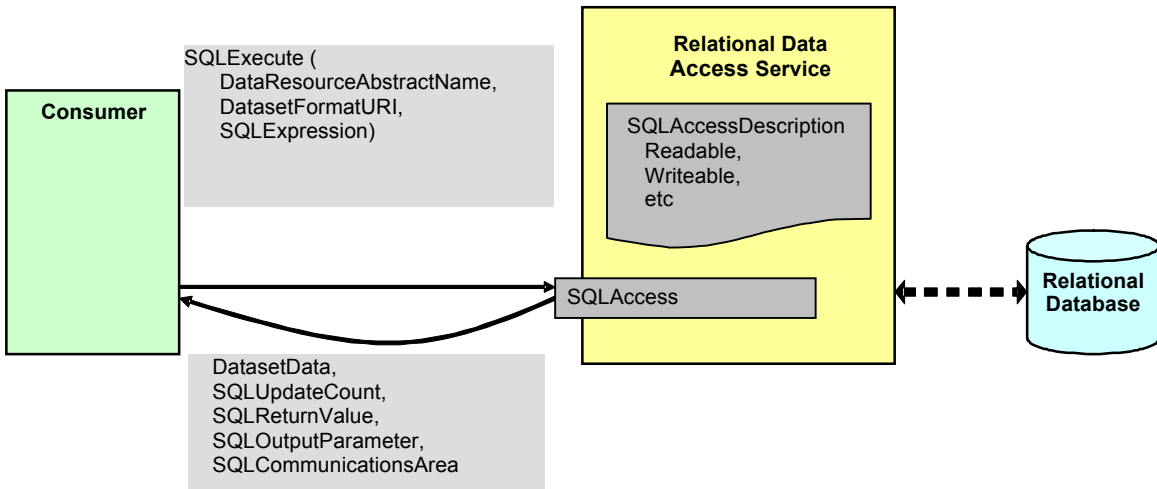 Consumer
SQLExecute (
DataResourceAbstractName,
DatasetFormatURI,
SQLExpression)
Relational Data
Access Service
SQLAccessDescription
Readable,
Writeable,
etc
SQLAccess
Relational
Database
DatasetData,
SQLUpdateCount,
SQLReturnValue,
SQLOutputParameter,
SQLCommunicationsArea